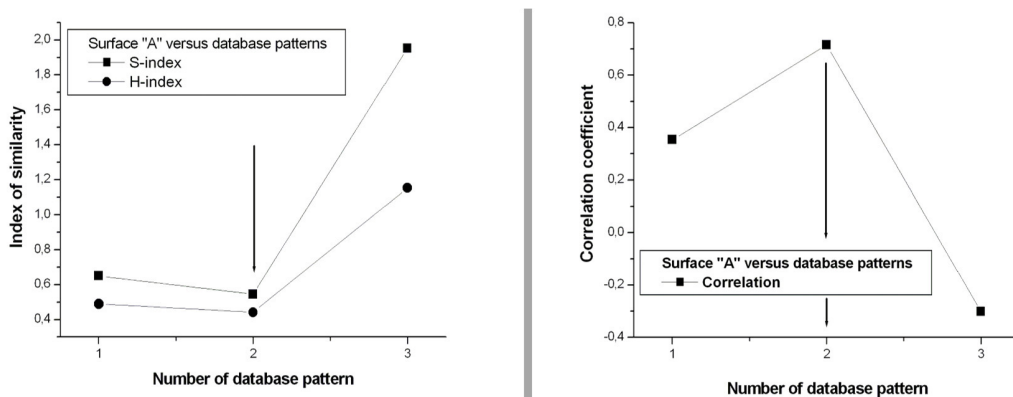 Surface "A" versus database patterns
S-index
H-index
Index of similarity
2,0
1,8
1,6
1,4
1,2
1,0
0,8
0,6
0,4
1 2 3
Number of database pattern
Correlation coefficient
0,8
0,6
0,4
0,2
0,0
-0,2
-0,4
Surface "A" versus database patterns
Correlation
1 2 3
Number of database pattern